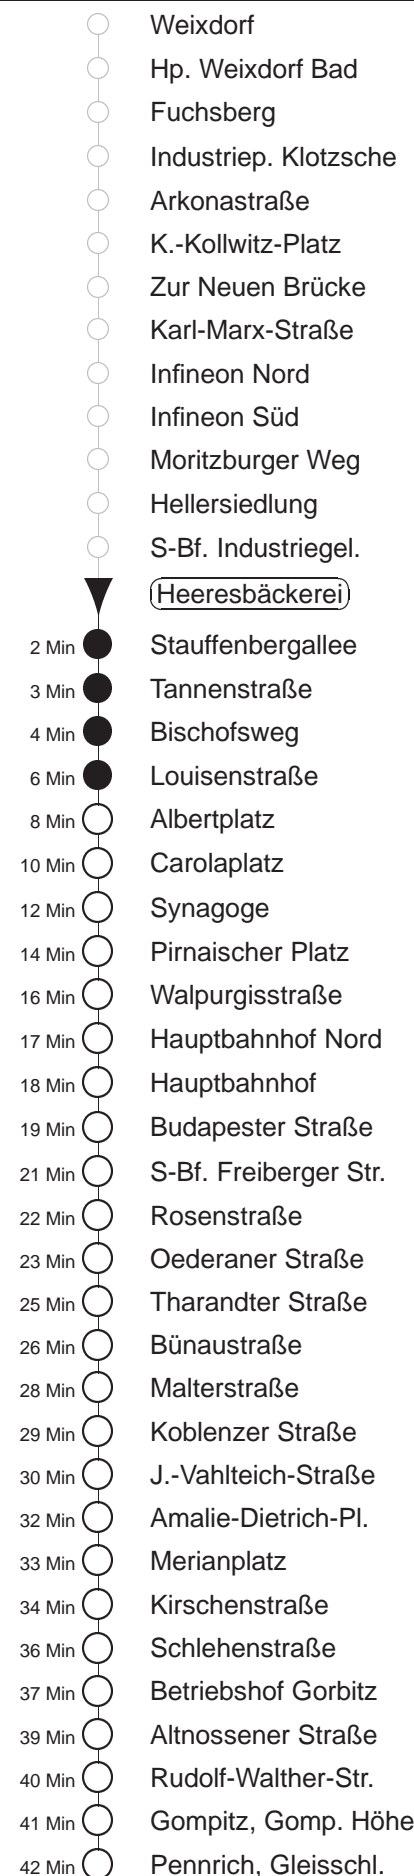 Weixdorf
Hp. Weixdorf Bad
Fuchsberg
Industriep. Klotzsche
Arkonastraße
K.-Kollwitz-Platz
Zur Neuen Brücke
Karl-Marx-Straße
Infineon Nord
Infineon Süd
Moritzburger Weg
Hellersiedlung
S-Bf. Industriegel.
Heeresbäckerei
2 Min Stauffenbergallee
3 Min Tannenstraße
4 Min Bischofsweg
6 Min Louisenstraße
8 Min Albertplatz
10 Min Carolaplatz
12 Min Synagoge
14 Min Pirnaischer Platz
16 Min Walpurgisstraße
17 Min Hauptbahnhof Nord
18 Min Hauptbahnhof
19 Min Budapester Straße
21 Min S-Bf. Freiberger Str.
22 Min Rosenstraße
23 Min Oederaner Straße
25 Min Tharandter Straße
26 Min Bünaustraße
28 Min Malterstraße
29 Min Koblenzer Straße
30 Min J.-Vahlteich-Straße
32 Min Amalie-Dietrich-Pl.
33 Min Merianplatz
34 Min Kirschenstraße
36 Min Schlehenstraße
37 Min Betriebshof Gorbitz
39 Min Altnossener Straße
40 Min Rudolf-Walther-Str.
41 Min Gompitz, Gomp. Höhe
42 Min Pennrich, Gleisschl.